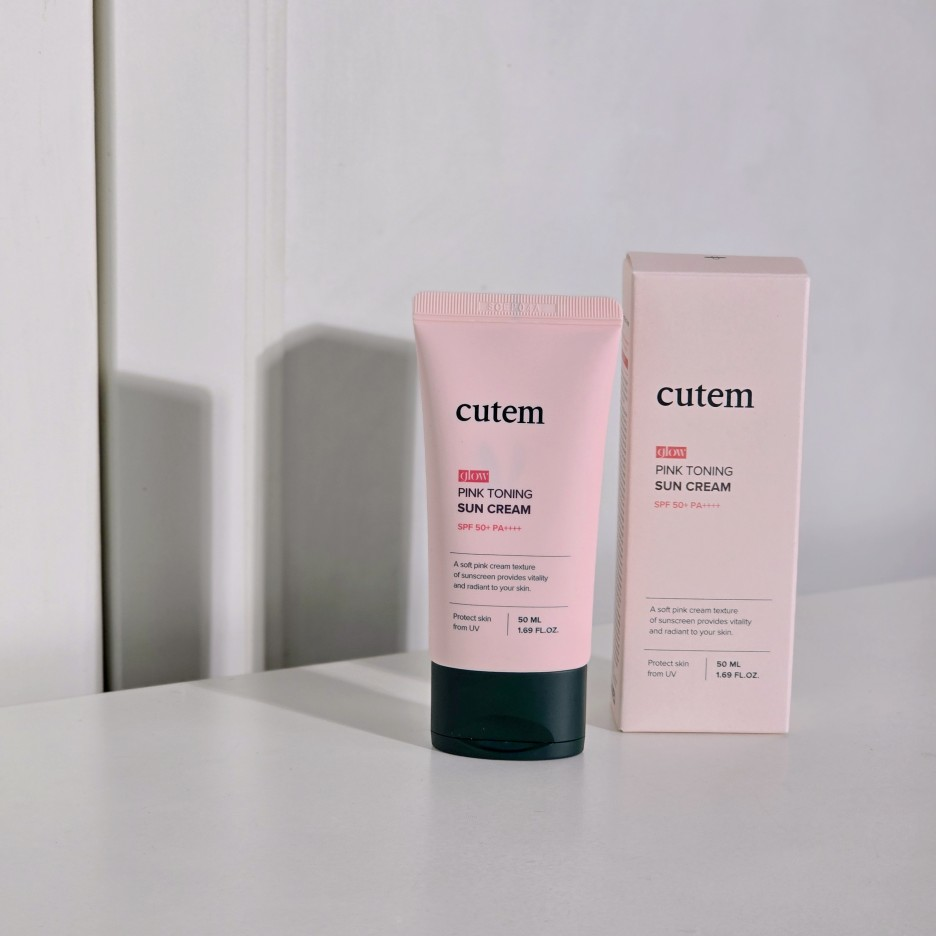 cutem
glow
PINK TONING
SUN CREAM
SPF 50+ PA++++
A soft pink cream texture
of sunscreen provides vitality
and radiant to your skin.
Protect skin
from UV
50 ML
1.69 FL.OZ.
cutem
glow
PINK TONING
SUN CREAM
SPF 50+ PA++++
A soft pink cream texture
of sunscreen provides vitality
and radiant to your skin.
Protect skin
from UV
50 ML
1.69 FL.OZ.